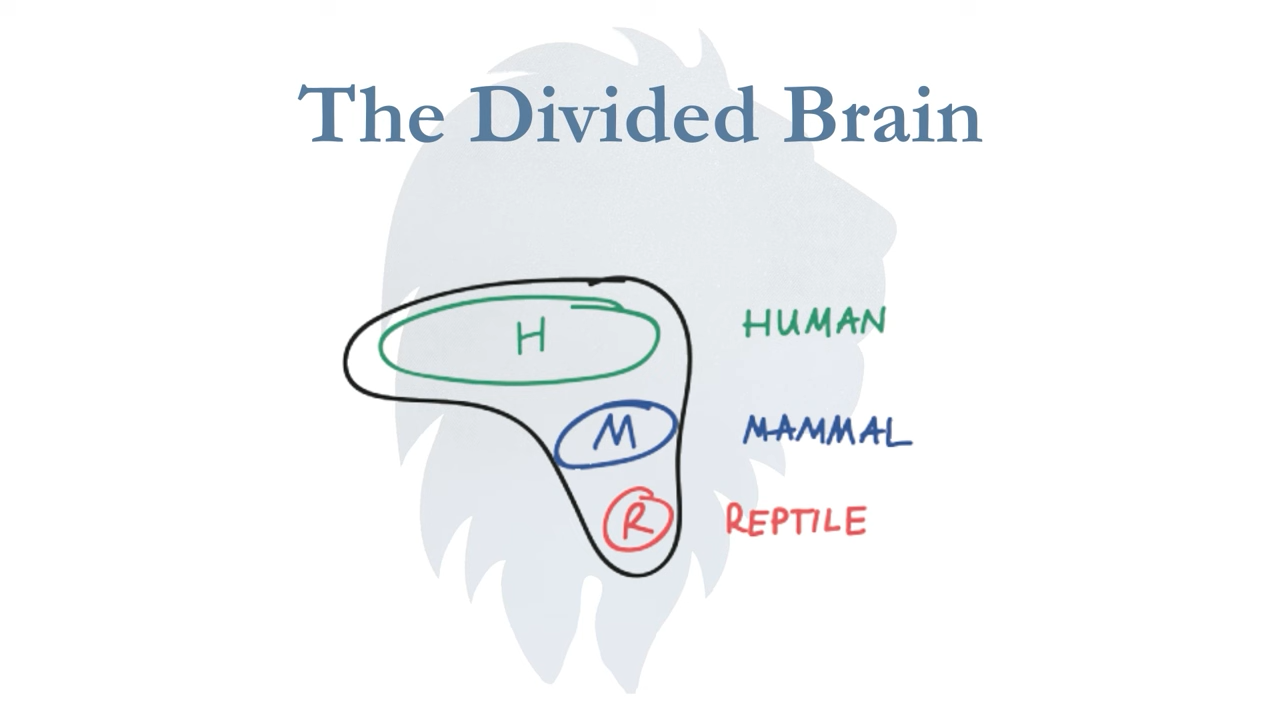 The Divided Brain
H
HUMAN
M
MAMMAL
R
REPTILE